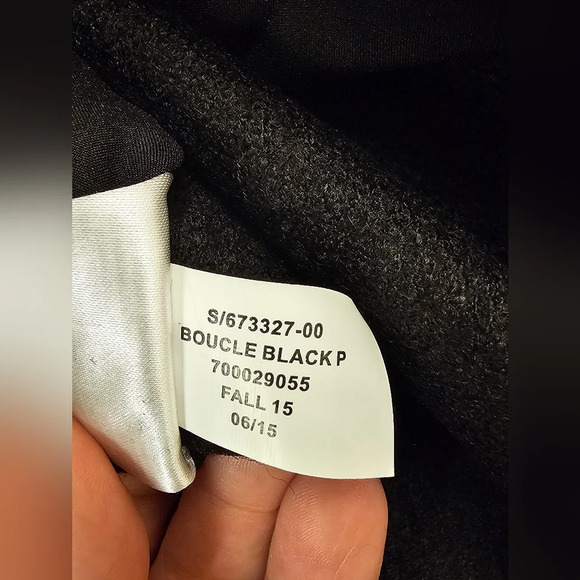 S/673327-00
BOUCLE BLACK P
700029055
FALL 15
06/15